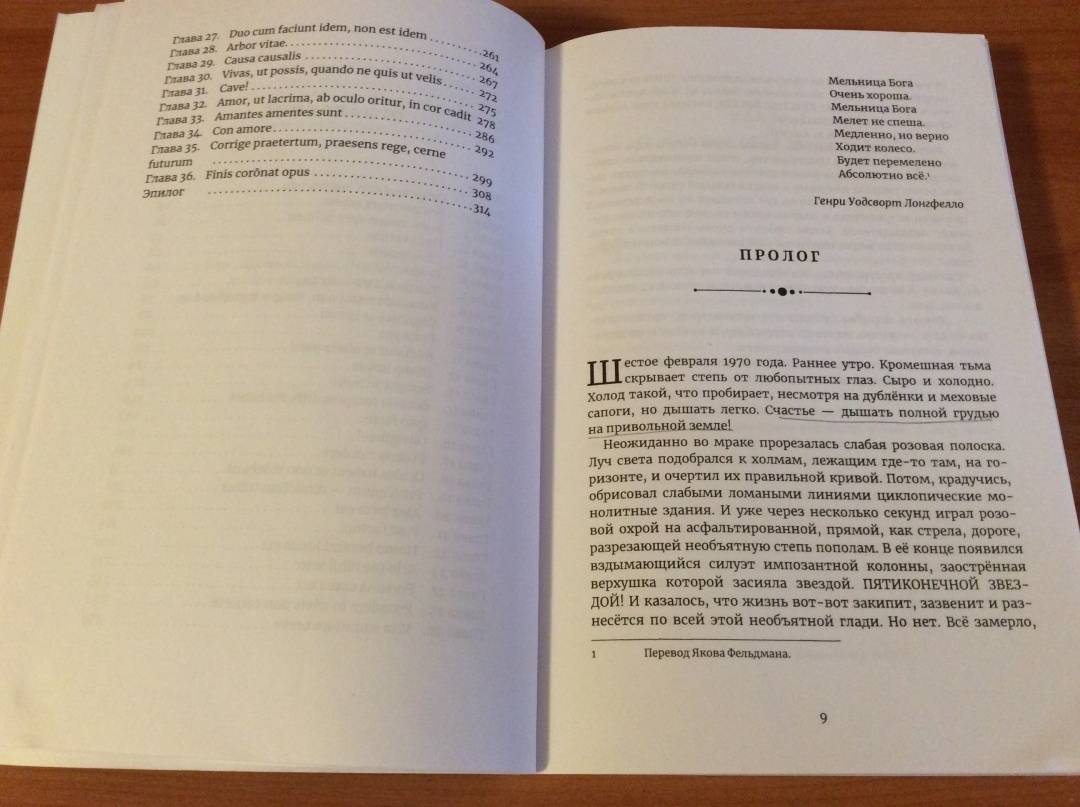 Глава 27. Duo cum faciunt idem, non est idem ........261
Глава 28. Arbor vitae.........264
Глава 29. Causa causalis ........267
Глава 30. Vivas, ut possis, quando ne quis ut velis........272
Глава 31. Cave!........275
Глава 32. Amor, ut lacrima, ab oculo oritur, in cor cadit 278
Глава 33. Amantes amentes sunt........286
Глава 34. Con amore........292
Глава 35. Corrige praetertum, praesens rege, cerne
futurum ........299
Глава 36. Finis corōnat opus ........308
Эпилог ........314
Мельница Бога
Очень хороша.
Мельница Бога
Мелет не спеша.
Медленно, но верно
Ходит колесо.
Будет перемелено
Абсолютно всё.¹
Генри Уодсворт Лонгфелло
ПРОЛОГ
Шестое февраля 1970 года. Раннее утро. Кромешная тьма
скрывает степь от любопытных глаз. Сыро и холодно.
Холод такой, что пробирает, несмотря на дублёнки и меховые
сапоги, но дышать легко. Счастье — дышать полной грудью
на привольной земле!
Неожиданно во мраке прорезалась слабая розовая полоска.
Луч света подобрался к холмам, лежащим где-то там, на го-
ризонте, и очертил их правильной кривой. Потом, крадучись,
обрисовал слабыми ломаными линиями циклопические мо-
нолитные здания. И уже через несколько секунд играл розо-
вой охрой на асфальтированной, прямой, как стрела, дороге,
разрезающей необъятную степь пополам. В её конце появился
вздымающийся силуэт импозантной колонны, заострённая
верхушка которой засияла звездой. ПЯТИКОНЕЧНОЙ ЗВЕЗ-
ДОЙ! И казалось, что жизнь вот-вот закипит, зазвенит и раз-
несётся по всей этой необъятной глади. Но нет. Всё замерло,
1 Перевод Якова Фельдмана.
9